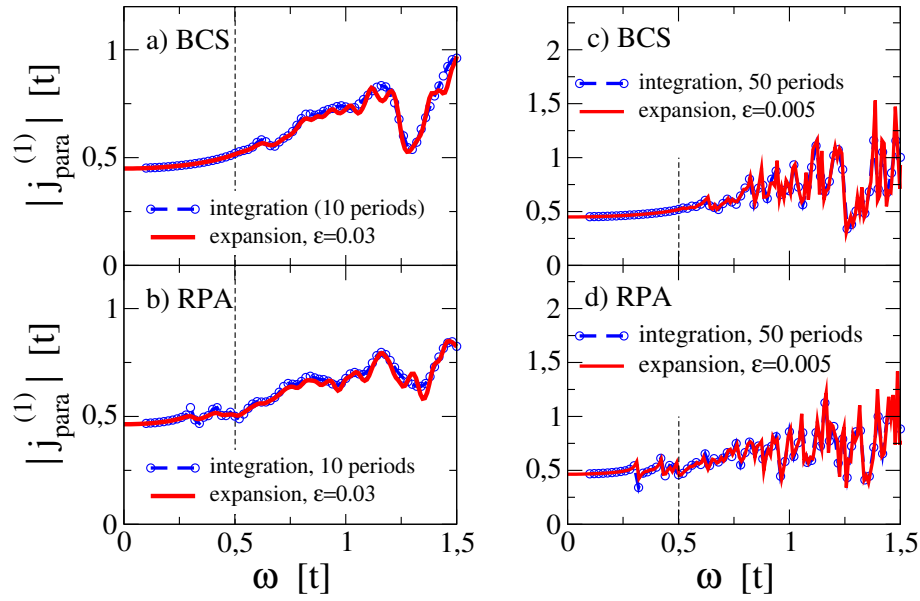 a) BCS
integration (10 periods)
expansion, ε=0.03
0
0,5
1
| j_para^(1) | [t]
b) RPA
integration, 10 periods
expansion, ε=0.03
0
0,5
1
| j_para^(1) | [t]
0
0,5
1
1,5
ω [t]
c) BCS
integration, 50 periods
expansion, ε=0.005
0
0,5
1
1,5
2
d) RPA
integration, 50 periods
expansion, ε=0.005
0
0,5
1
1,5
2
0
0,5
1
1,5
ω [t]